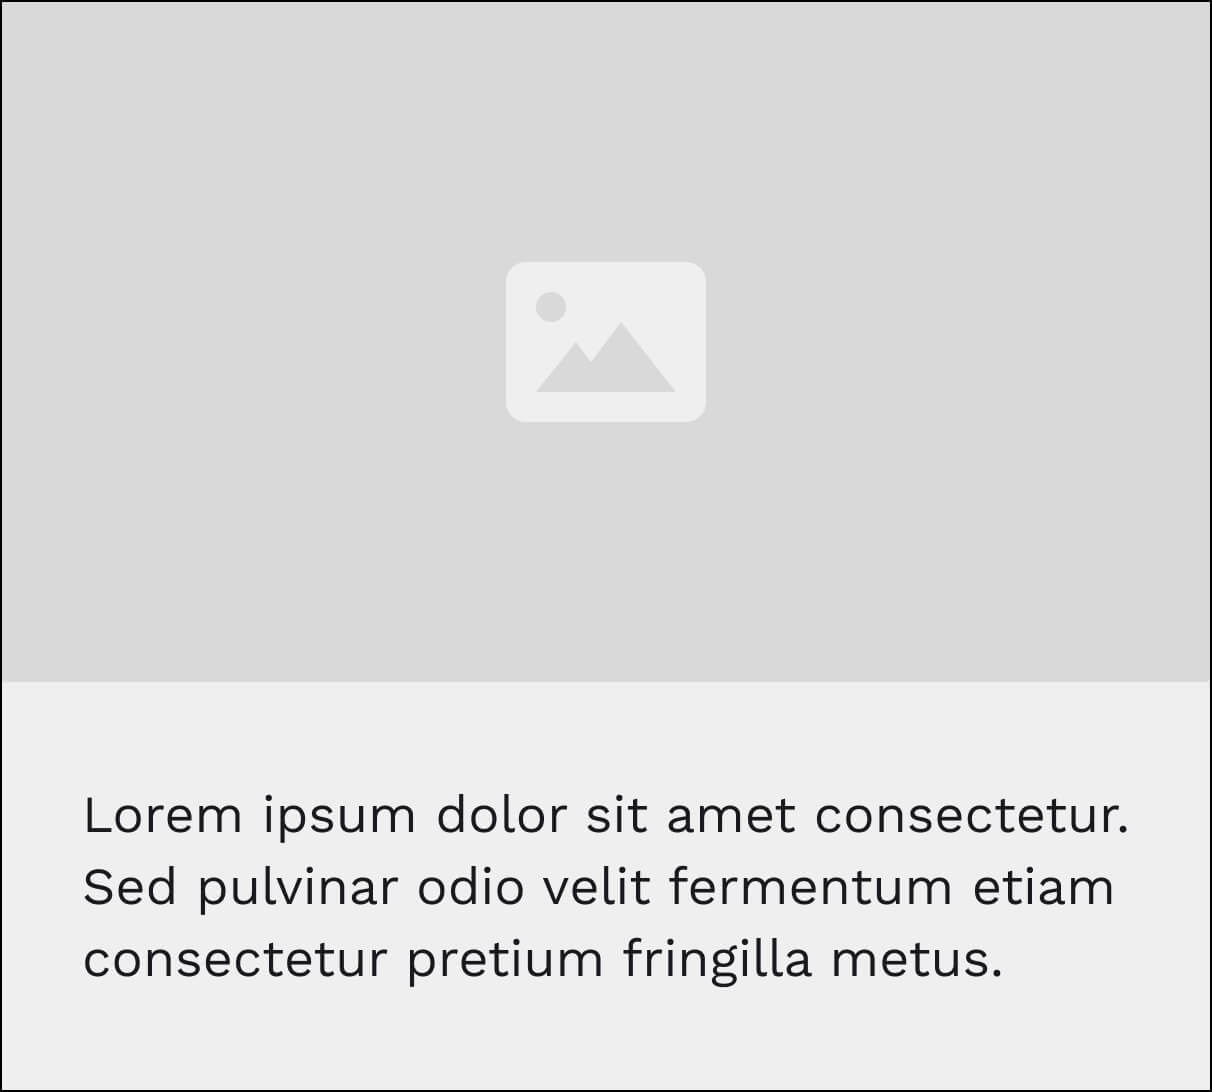 Lorem ipsum dolor sit amet consectetur.
Sed pulvinar odio velit fermentum etiam
consectetur pretium fringilla metus.